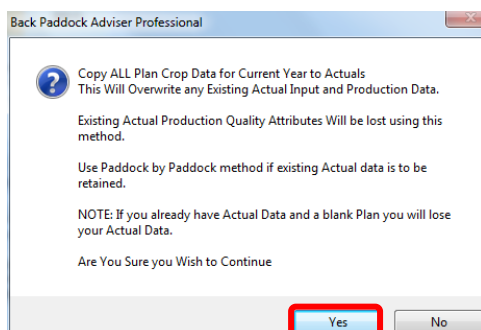 Back Paddock Adviser Professional
Copy ALL Plan Crop Data for Current Year to Actuals
This Will Overwrite any Existing Actual Input and Production Data.
Existing Actual Production Quality Attributes Will be lost using this
method.
Use Paddock by Paddock method if existing Actual data is to be
retained.
NOTE: If you already have Actual Data and a blank Plan you will lose
your Actual Data.
Are You Sure you Wish to Continue
Yes No